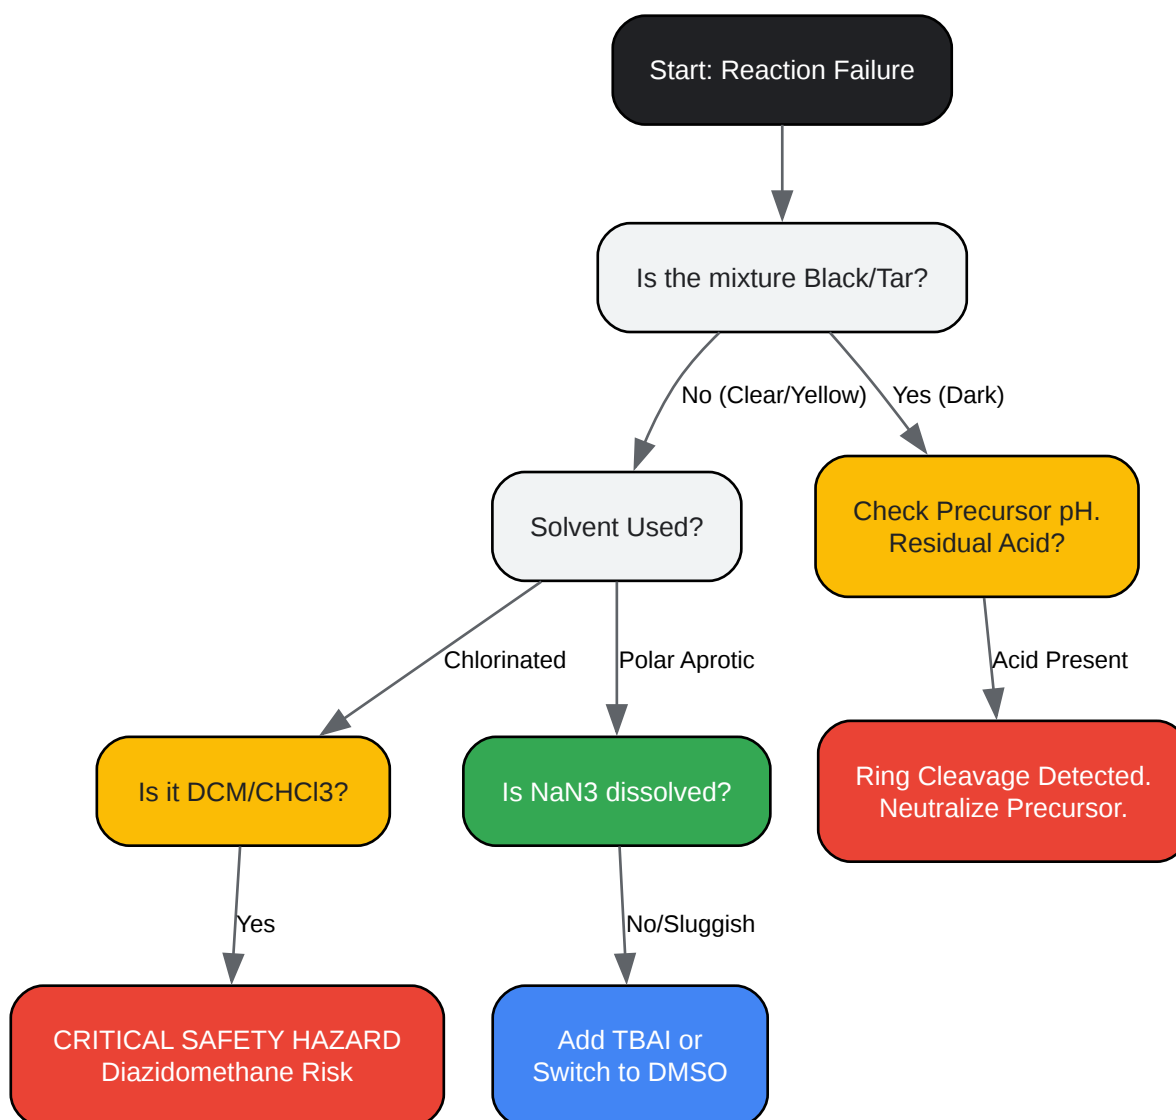 Start: Reaction Failure
Is the mixture Black/Tar?
No (Clear/Yellow)
Yes (Dark)
Solvent Used?
Check Precursor pH.
Residual Acid?
Chlorinated
Polar Aprotic
Acid Present
Is it DCM/CHCl3?
Is NaN3 dissolved?
Ring Cleavage Detected.
Neutralize Precursor.
Yes
No/Sluggish
CRITICAL SAFETY HAZARD
Diazidomethane Risk
Add TBAI or
Switch to DMSO